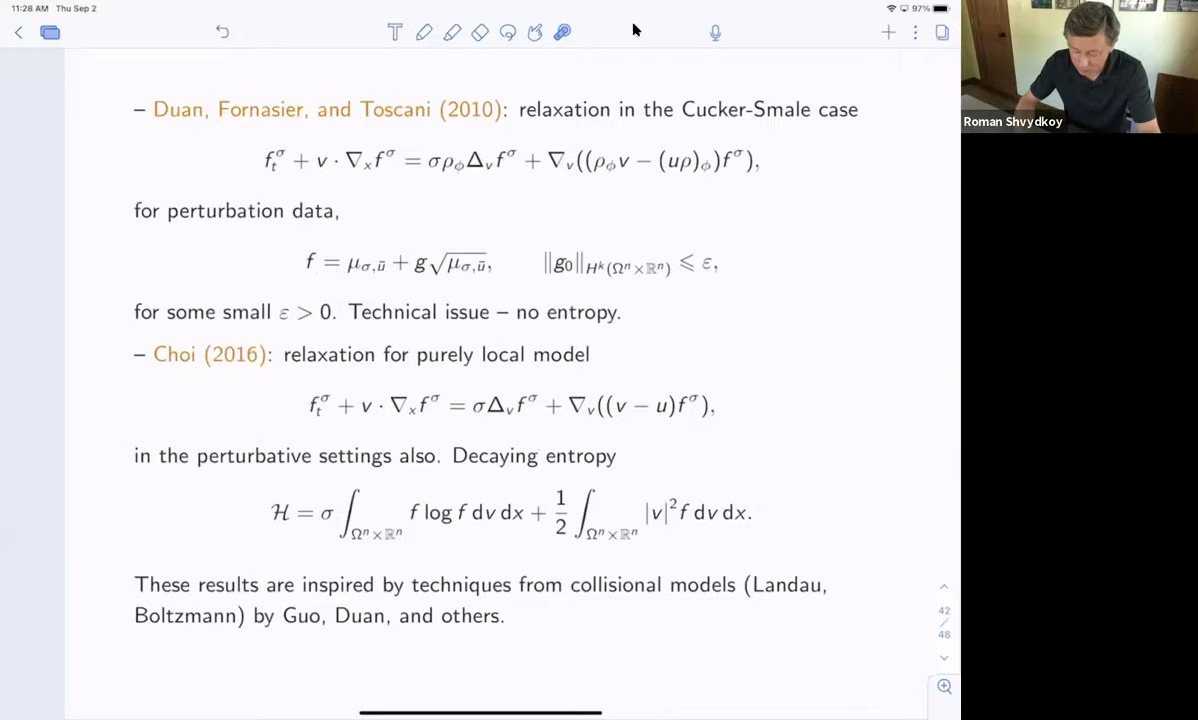 11:28 AM Thu Sep 2
97%
Roman Shvydkoy
– Duan, Fornasier, and Toscani (2010): relaxation in the Cucker-Smale case
f_t^σ + v · ∇_x f^σ = σρ_ϕ Δ_v f^σ + ∇_v((ρ_ϕ v − (uρ)_ϕ) f^σ),
for perturbation data,
f = μ_{σ,ū} + g√μ_{σ,ū}, ‖g₀‖_{H^k(Ω^n×ℝ^n)} ⩽ ε,
for some small ε > 0. Technical issue – no entropy.
– Choi (2016): relaxation for purely local model
f_t^σ + v · ∇_x f^σ = σΔ_v f^σ + ∇_v((v − u) f^σ),
in the perturbative settings also. Decaying entropy
ℋ = σ ∫_{Ω^n×ℝ^n} f log f dv dx + 1/2 ∫_{Ω^n×ℝ^n} |v|² f dv dx.
These results are inspired by techniques from collisional models (Landau,
Boltzmann) by Guo, Duan, and others.
42
/
48